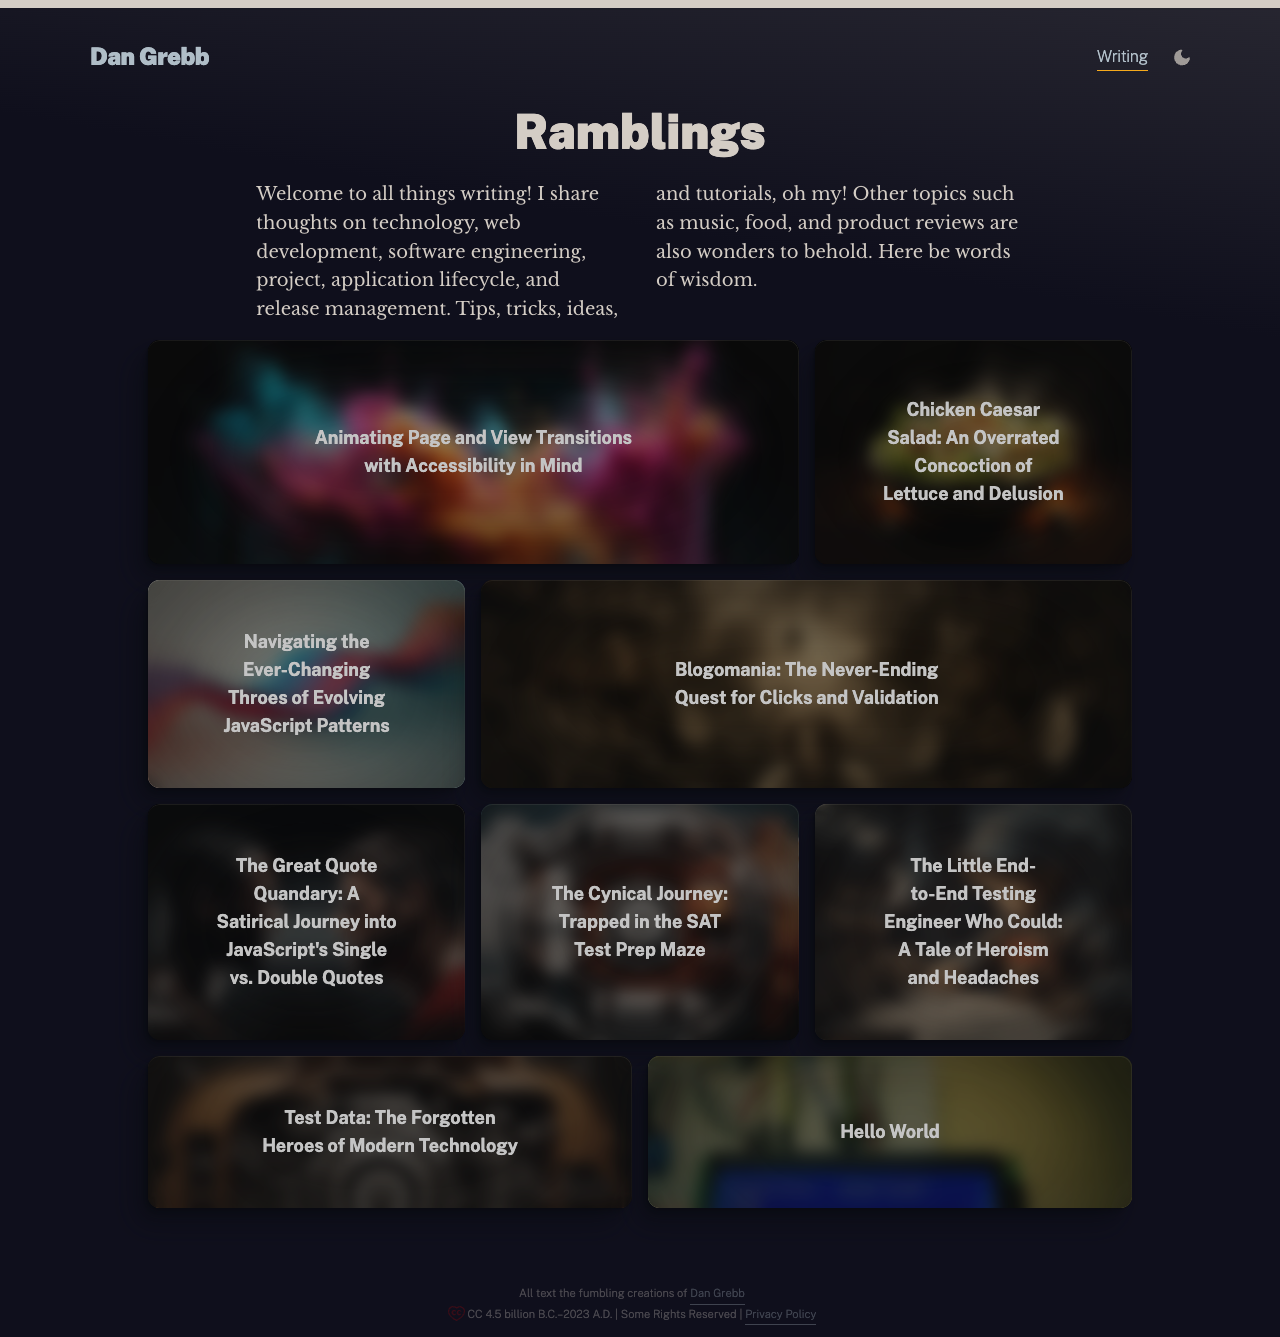 Dan Grebb
Writing
Ramblings
Welcome to all things writing! I share
thoughts on technology, web
development, software engineering,
project, application lifecycle, and
release management. Tips, tricks, ideas,
and tutorials, oh my! Other topics such
as music, food, and product reviews are
also wonders to behold. Here be words
of wisdom.
Animating Page and View Transitions
with Accessibility in Mind
Chicken Caesar
Salad: An Overrated
Concoction of
Lettuce and Delusion
Navigating the
Ever-Changing
Throes of Evolving
JavaScript Patterns
Blogomania: The Never-Ending
Quest for Clicks and Validation
The Great Quote
Quandary: A
Satirical Journey into
JavaScript's Single
vs. Double Quotes
The Cynical Journey:
Trapped in the SAT
Test Prep Maze
The Little End-
to-End Testing
Engineer Who Could:
A Tale of Heroism
and Headaches
Test Data: The Forgotten
Heroes of Modern Technology
Hello World
All text the fumbling creations of Dan Grebb
CC 4.5 billion B.C.–2023 A.D. | Some Rights Reserved | Privacy Policy